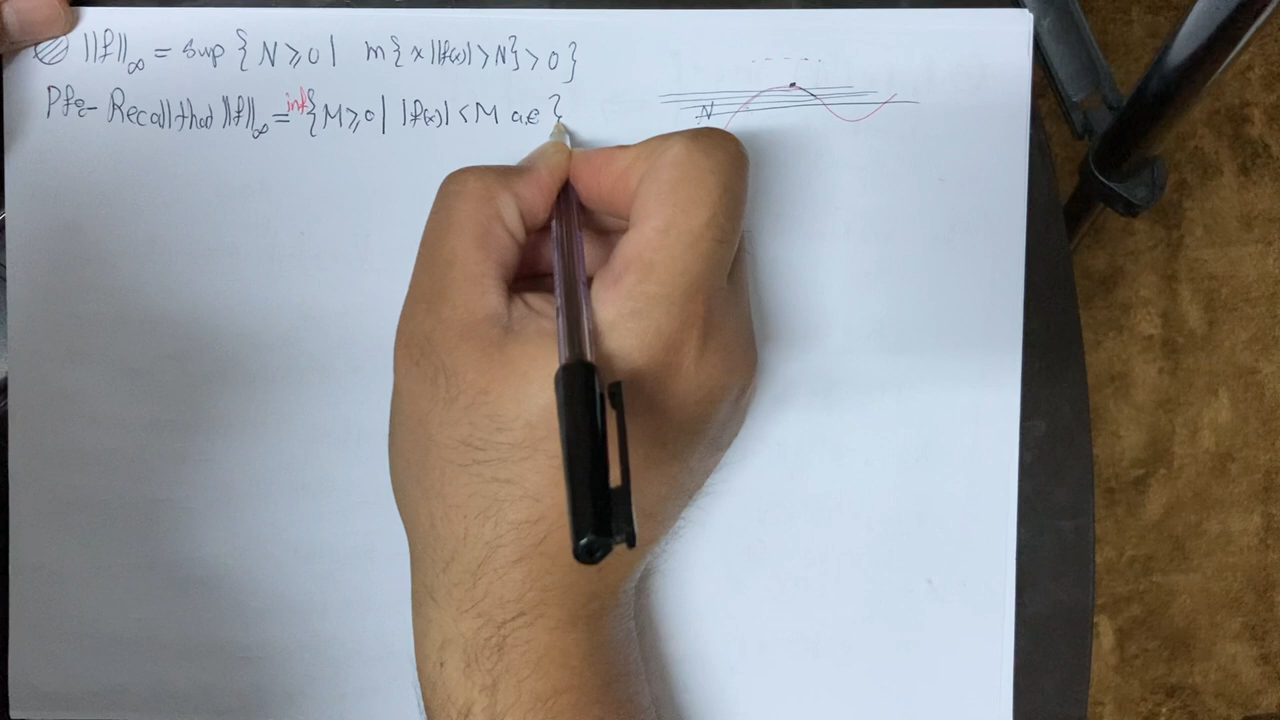 ||f||∞ = sup { N ≥ 0 | m{ x | |f(x)| > N} > 0 }
Pf:- Recall that ||f||∞ = inf { M ≥ 0 | |f(x)| < M a.e }
N